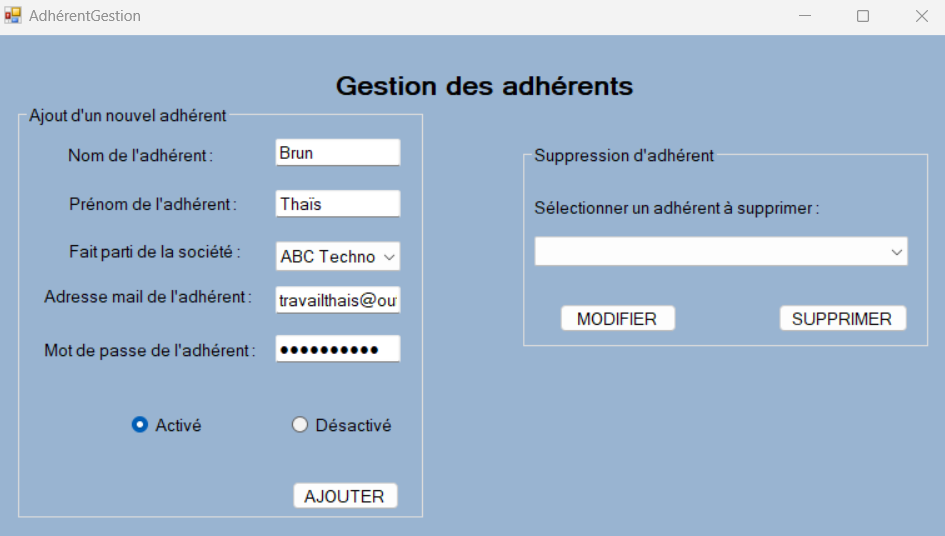 AdhérentGestion
Gestion des adhérents
Ajout d'un nouvel adhérent
Nom de l'adhérent :
Brun
Prénom de l'adhérent :
Thaïs
Fait parti de la société :
ABC Techno
Adresse mail de l'adhérent :
travailthais@ou
Mot de passe de l'adhérent :
●●●●●●●●●●
Activé
Désactivé
AJOUTER
Suppression d'adhérent
Sélectionner un adhérent à supprimer :
MODIFIER
SUPPRIMER